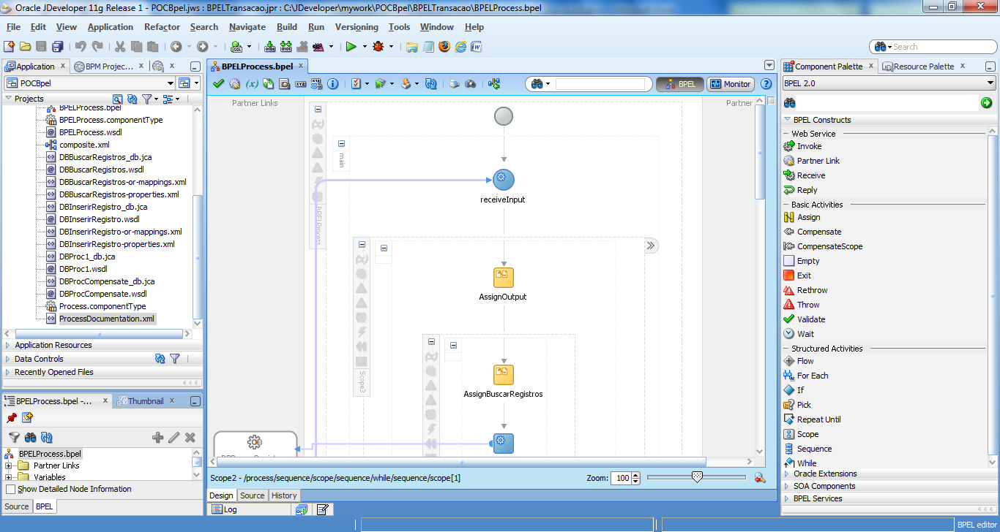 Oracle JDeveloper 11g Release 1 - POCBpel.jws : BPELTransacao.jpr : C:\JDeveloper\mywork\POCBpel\BPELTransacao\BPELProcess.bpel
File Edit View Application Refactor Search Navigate Build Run Versioning Tools Window Help
Search
Application
BPM Projec...
POCBpel
Projects
BPELProcess.bpel
BPELProcess.componentType
BPELProcess.wsdl
composite.xml
DBBuscarRegistros_db.jca
DBBuscarRegistros.wsdl
DBBuscarRegistros-or-mappings.xml
DBBuscarRegistros-properties.xml
DBInserirRegistro_db.jca
DBInserirRegistro.wsdl
DBInserirRegistro-or-mappings.xml
DBInserirRegistro-properties.xml
DBProc1_db.jca
DBProc1.wsdl
DBProcCompensate_db.jca
DBProcCompensate.wsdl
Process.componentType
ProcessDocumentation.xml
Application Resources
Data Controls
Recently Opened Files
BPELProcess.bpel -...
Thumbnail
BPELProcess.bpel
Partner Links
Variables
Show Detailed Node Information
Source BPEL
BPELProcess.bpel
BPEL
Monitor
Partner Links
Partner
main
BPELProcess
receiveInput
Scope3
AssignOutput
AssignBuscarRegistros
Scope2 - /process/sequence/scope/sequence/while/sequence/scope[1]
Zoom: 100
Design Source History
Log
Component Palette
Resource Palette
BPEL 2.0
BPEL Constructs
Web Service
Invoke
Partner Link
Receive
Reply
Basic Activities
Assign
Compensate
CompensateScope
Empty
Exit
Rethrow
Throw
Validate
Wait
Structured Activities
Flow
For Each
If
Pick
Repeat Until
Scope
Sequence
While
Oracle Extensions
SOA Components
BPEL Services
BPEL editor